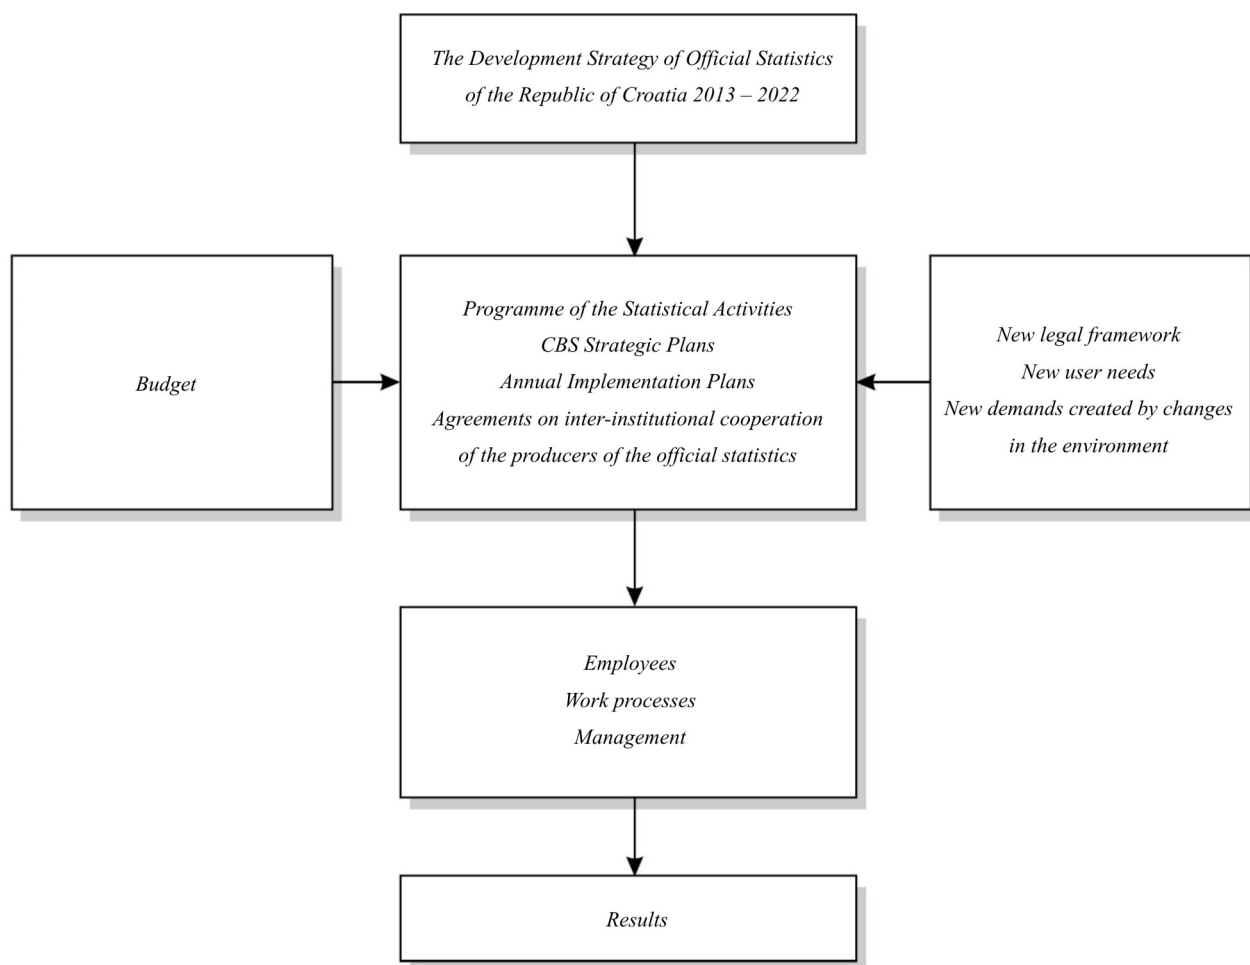 The Development Strategy of Official Statistics
of the Republic of Croatia 2013 – 2022
Budget
Programme of the Statistical Activities
CBS Strategic Plans
Annual Implementation Plans
Agreements on inter-institutional cooperation
of the producers of the official statistics
New legal framework
New user needs
New demands created by changes
in the environment
Employees
Work processes
Management
Results